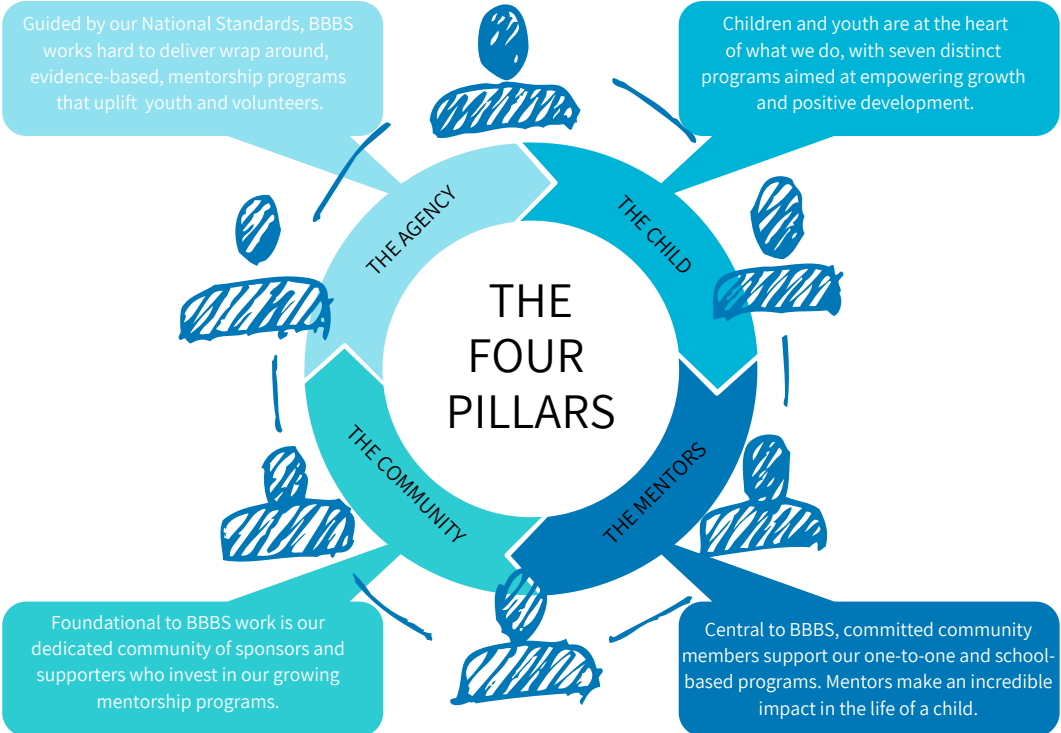 Guided by our National Standards, BBBS
works hard to deliver wrap around,
evidence-based, mentorship programs
that uplift youth and volunteers.
Children and youth are at the heart
of what we do, with seven distinct
programs aimed at empowering growth
and positive development.
THE AGENCY
THE CHILD
THE
FOUR
PILLARS
THE COMMUNITY
THE MENTORS
Foundational to BBBS work is our
dedicated community of sponsors and
supporters who invest in our growing
mentorship programs.
Central to BBBS, committed community
members support our one-to-one and school-
based programs. Mentors make an incredible
impact in the life of a child.